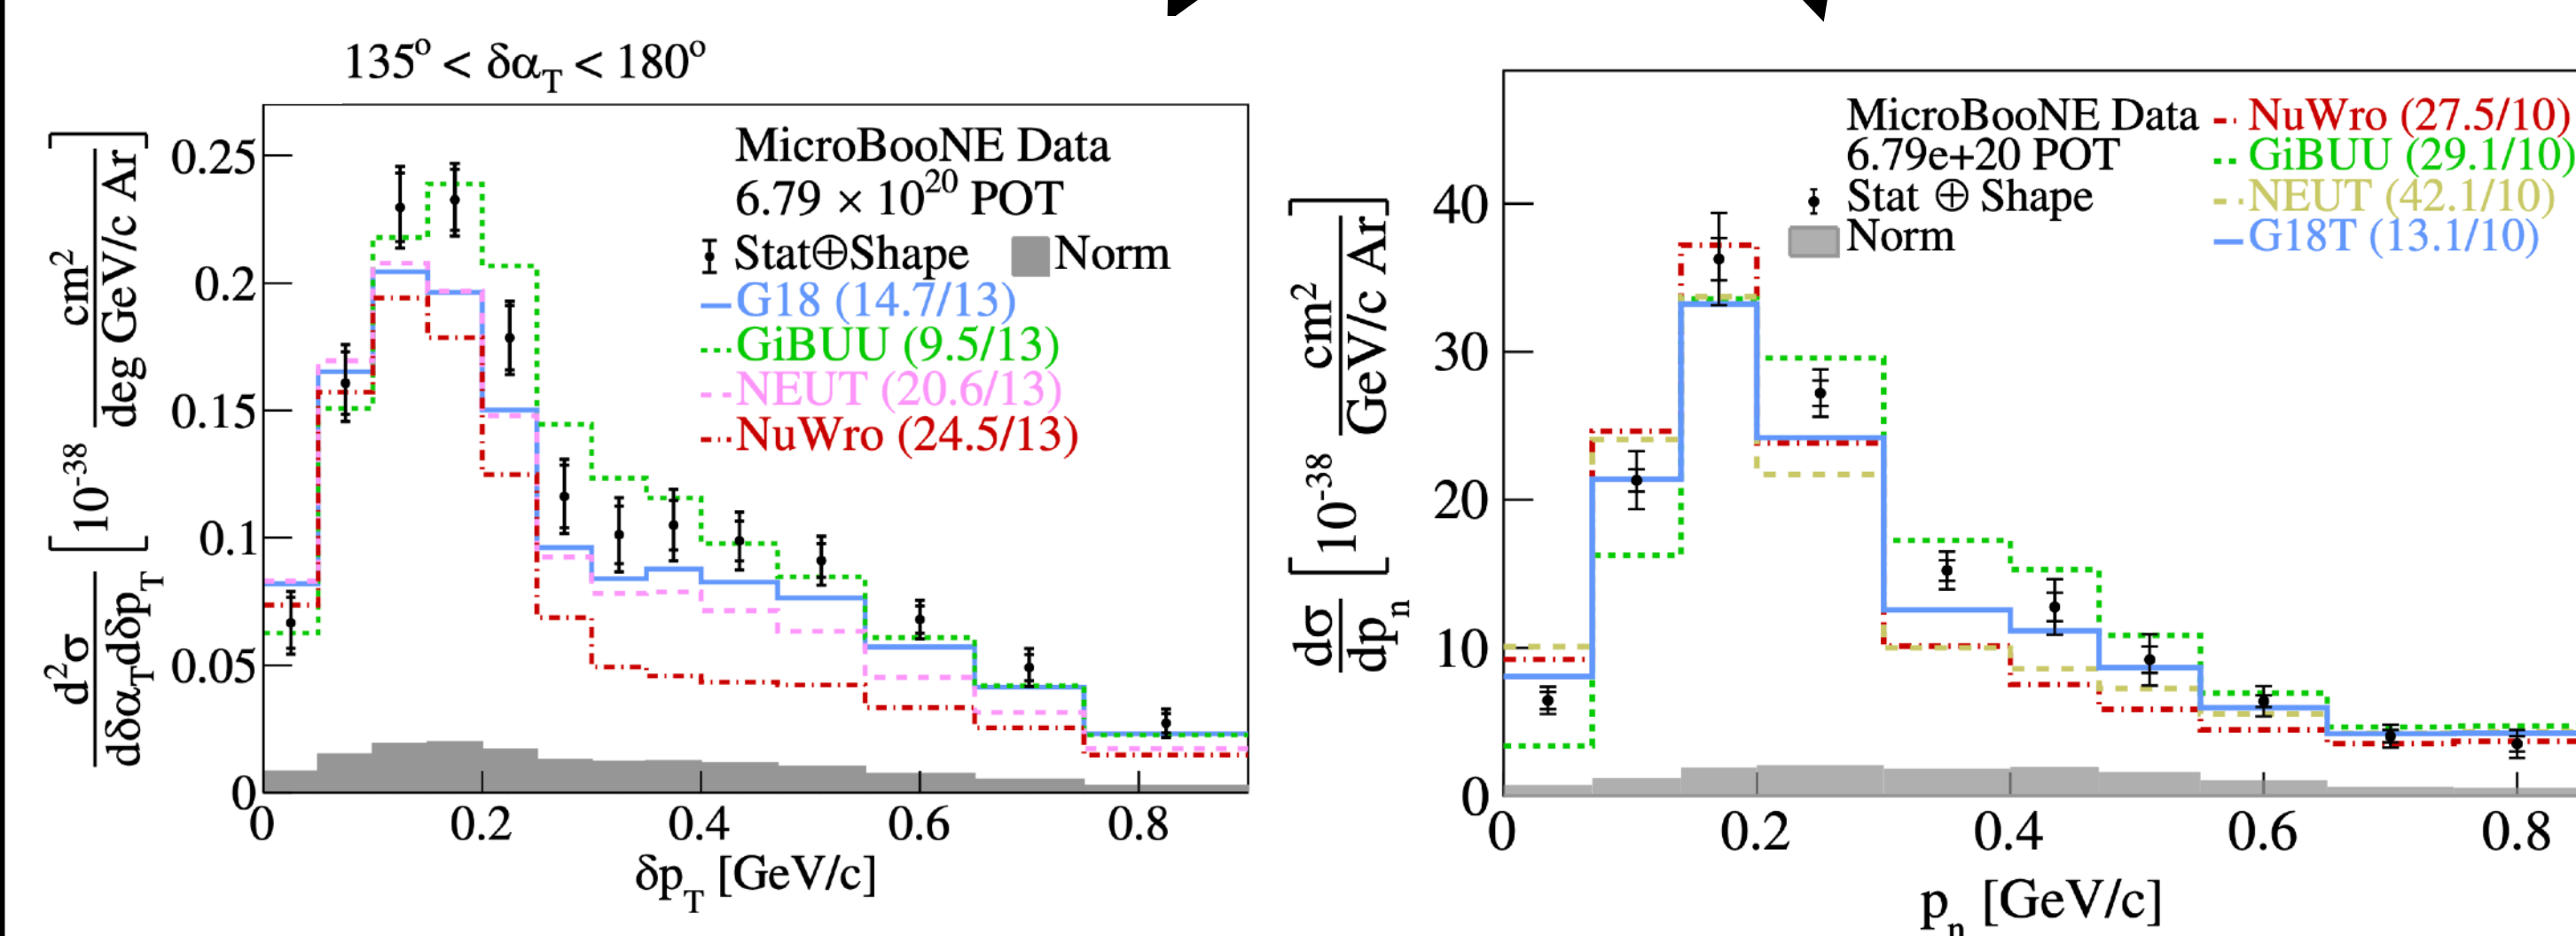 135° < δα_T < 180°
d²σ/dδα_Tdδp_T [10⁻³⁸ cm²/deg GeV/c Ar]
0.25
0.2
0.15
0.1
0.05
0
MicroBooNE Data
6.79 × 10²⁰ POT
Stat⊕Shape Norm
G18 (14.7/13)
GiBUU (9.5/13)
NEUT (20.6/13)
NuWro (24.5/13)
0 0.2 0.4 0.6 0.8
δp_T [GeV/c]
dσ/dp_n [10⁻³⁸ cm²/GeV/c Ar]
40
30
20
10
0
MicroBooNE Data
6.79e+20 POT
Stat ⊕ Shape
Norm
NuWro (27.5/10)
GiBUU (29.1/10)
NEUT (42.1/10)
G18T (13.1/10)
0 0.2 0.4 0.6 0.8
p_n [GeV/c]